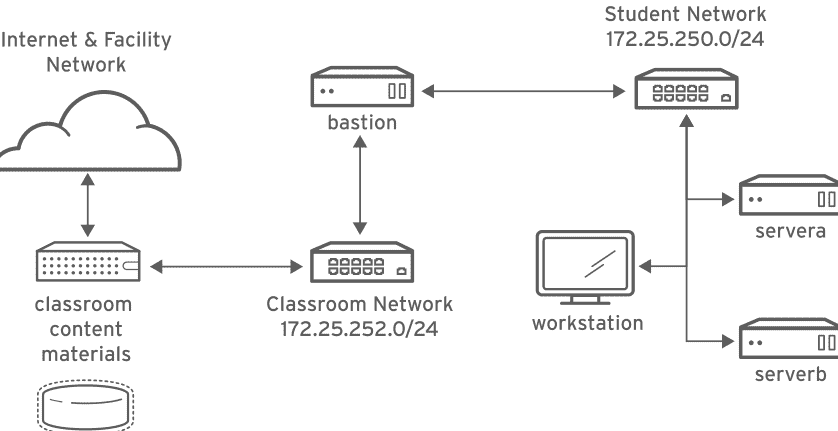 Internet & Facility
Network
Student Network
172.25.250.0/24
bastion
servera
classroom
content
materials
Classroom Network
172.25.252.0/24
workstation
serverb